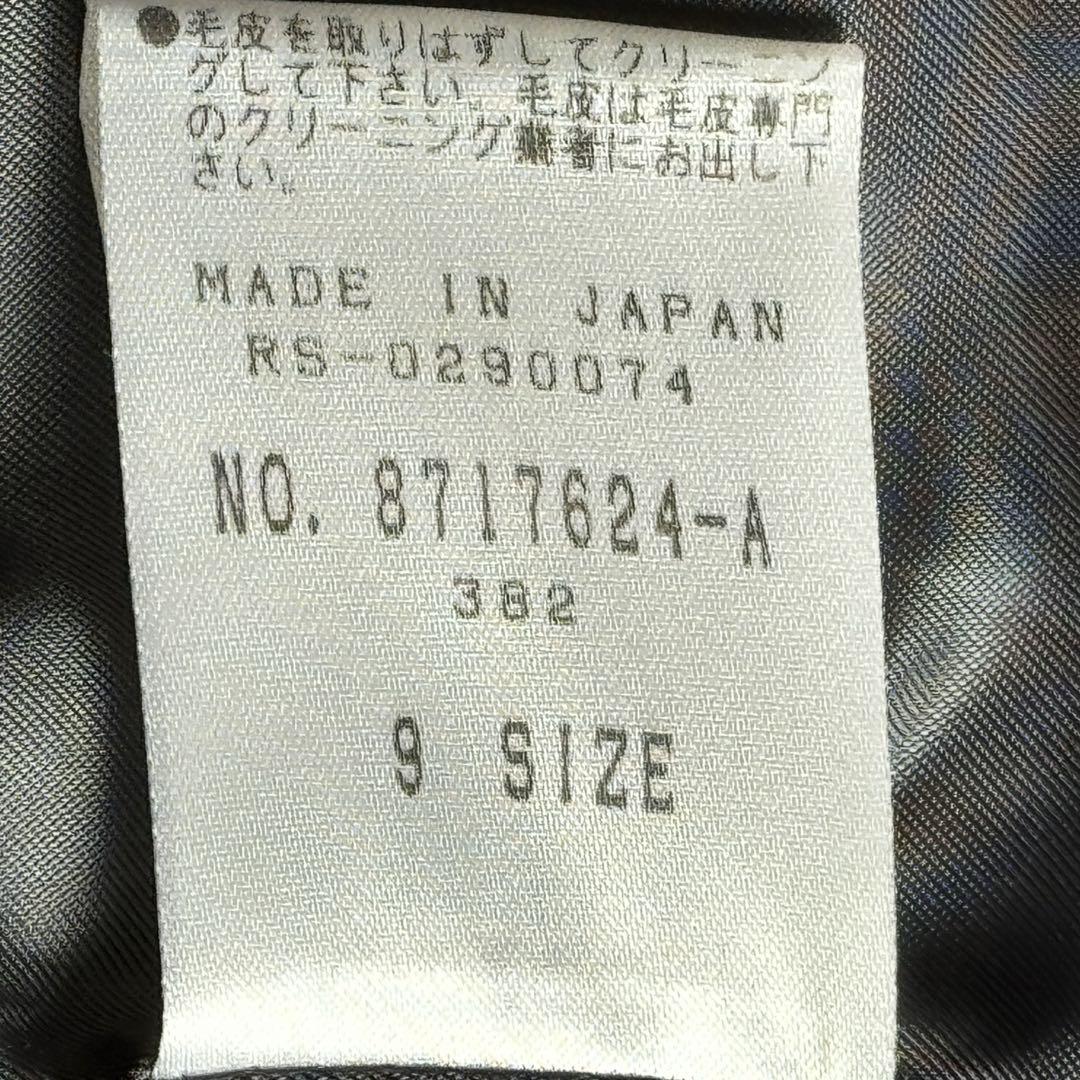 ●毛皮を取りはずしてクリーニン
グして下さい。毛皮は毛皮専門
のクリーニング業者にお出し下
さい。
MADE IN JAPAN
RS-0290074
NO. 8717624-A
382
9 SIZE